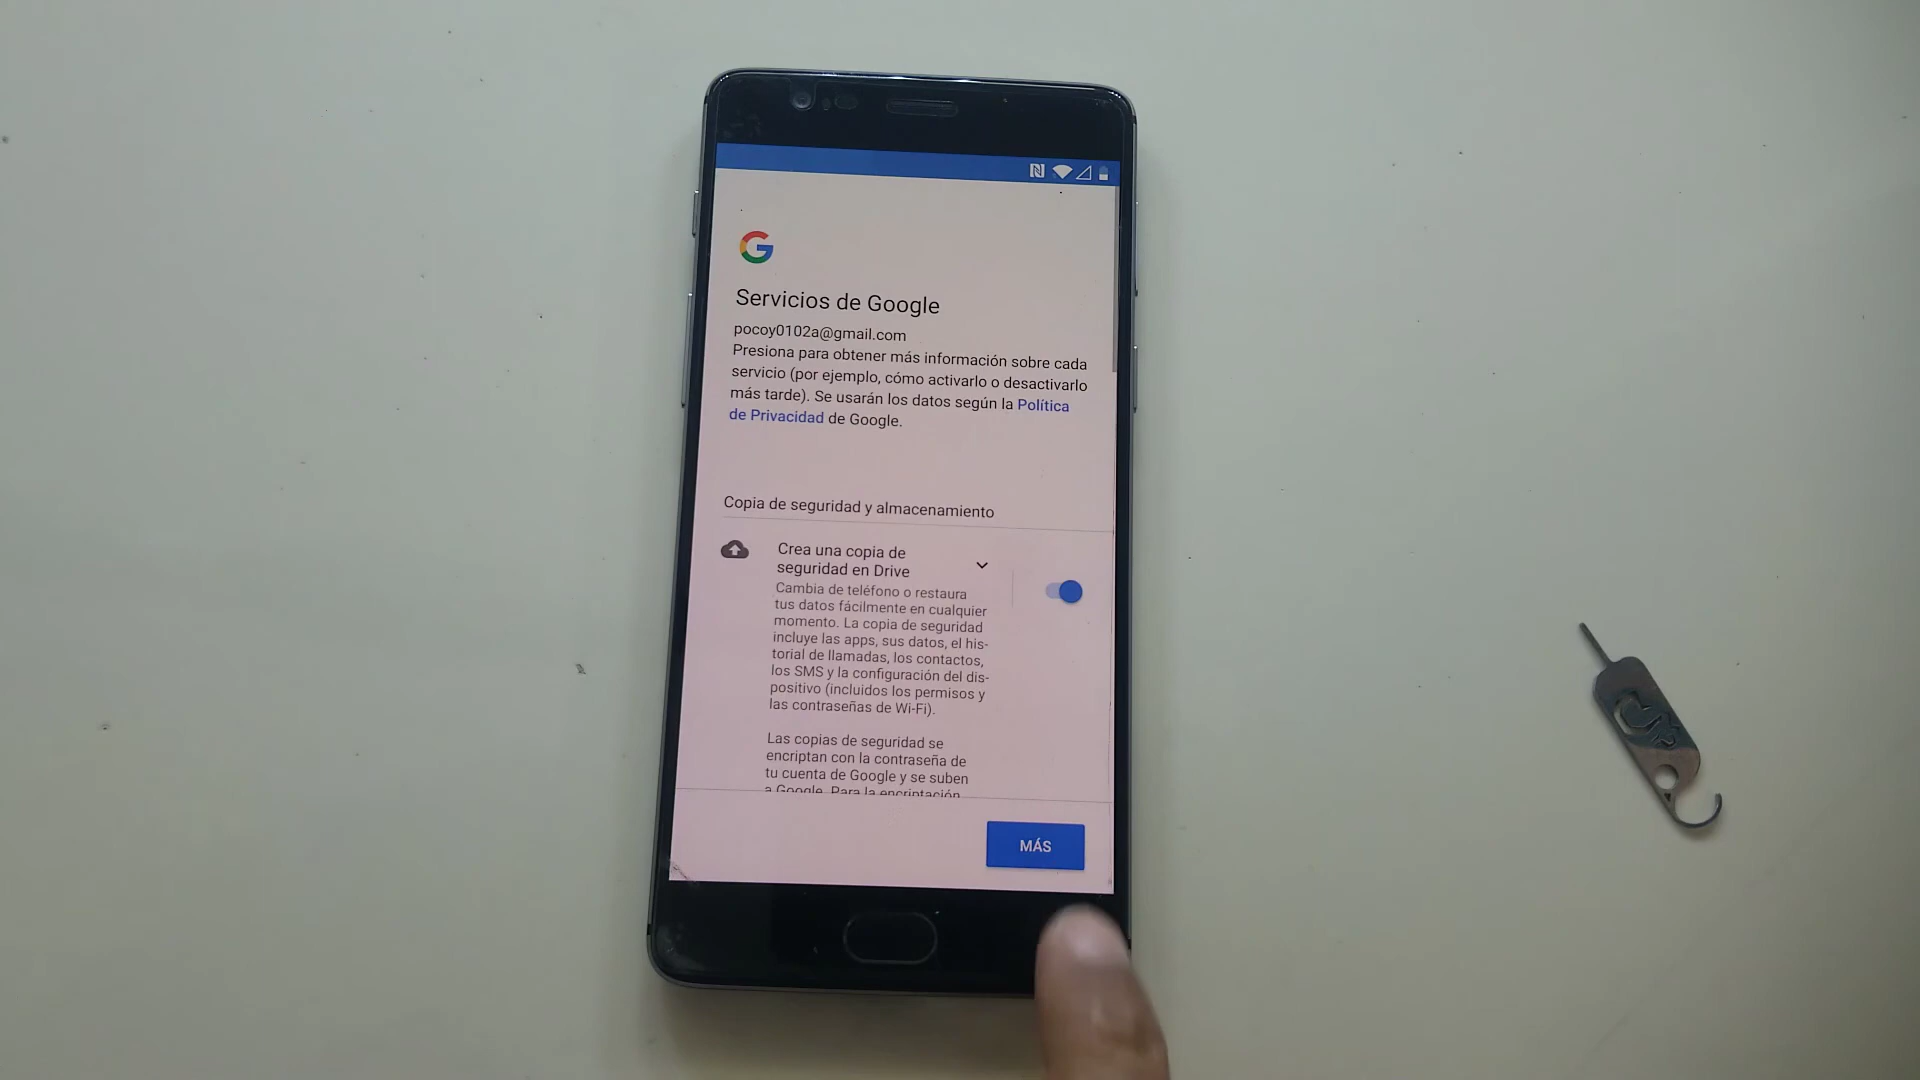 Servicios de Google
pocoy0102a@gmail.com
Presiona para obtener más información sobre cada
servicio (por ejemplo, cómo activarlo o desactivarlo
más tarde). Se usarán los datos según la Política
de Privacidad de Google.
Copia de seguridad y almacenamiento
Crea una copia de
seguridad en Drive
Cambia de teléfono o restaura
tus datos fácilmente en cualquier
momento. La copia de seguridad
incluye las apps, sus datos, el his-
torial de llamadas, los contactos,
los SMS y la configuración del dis-
positivo (incluidos los permisos y
las contraseñas de Wi-Fi).
Las copias de seguridad se
encriptan con la contraseña de
tu cuenta de Google y se suben
a Google. Para la encriptación
MÁS